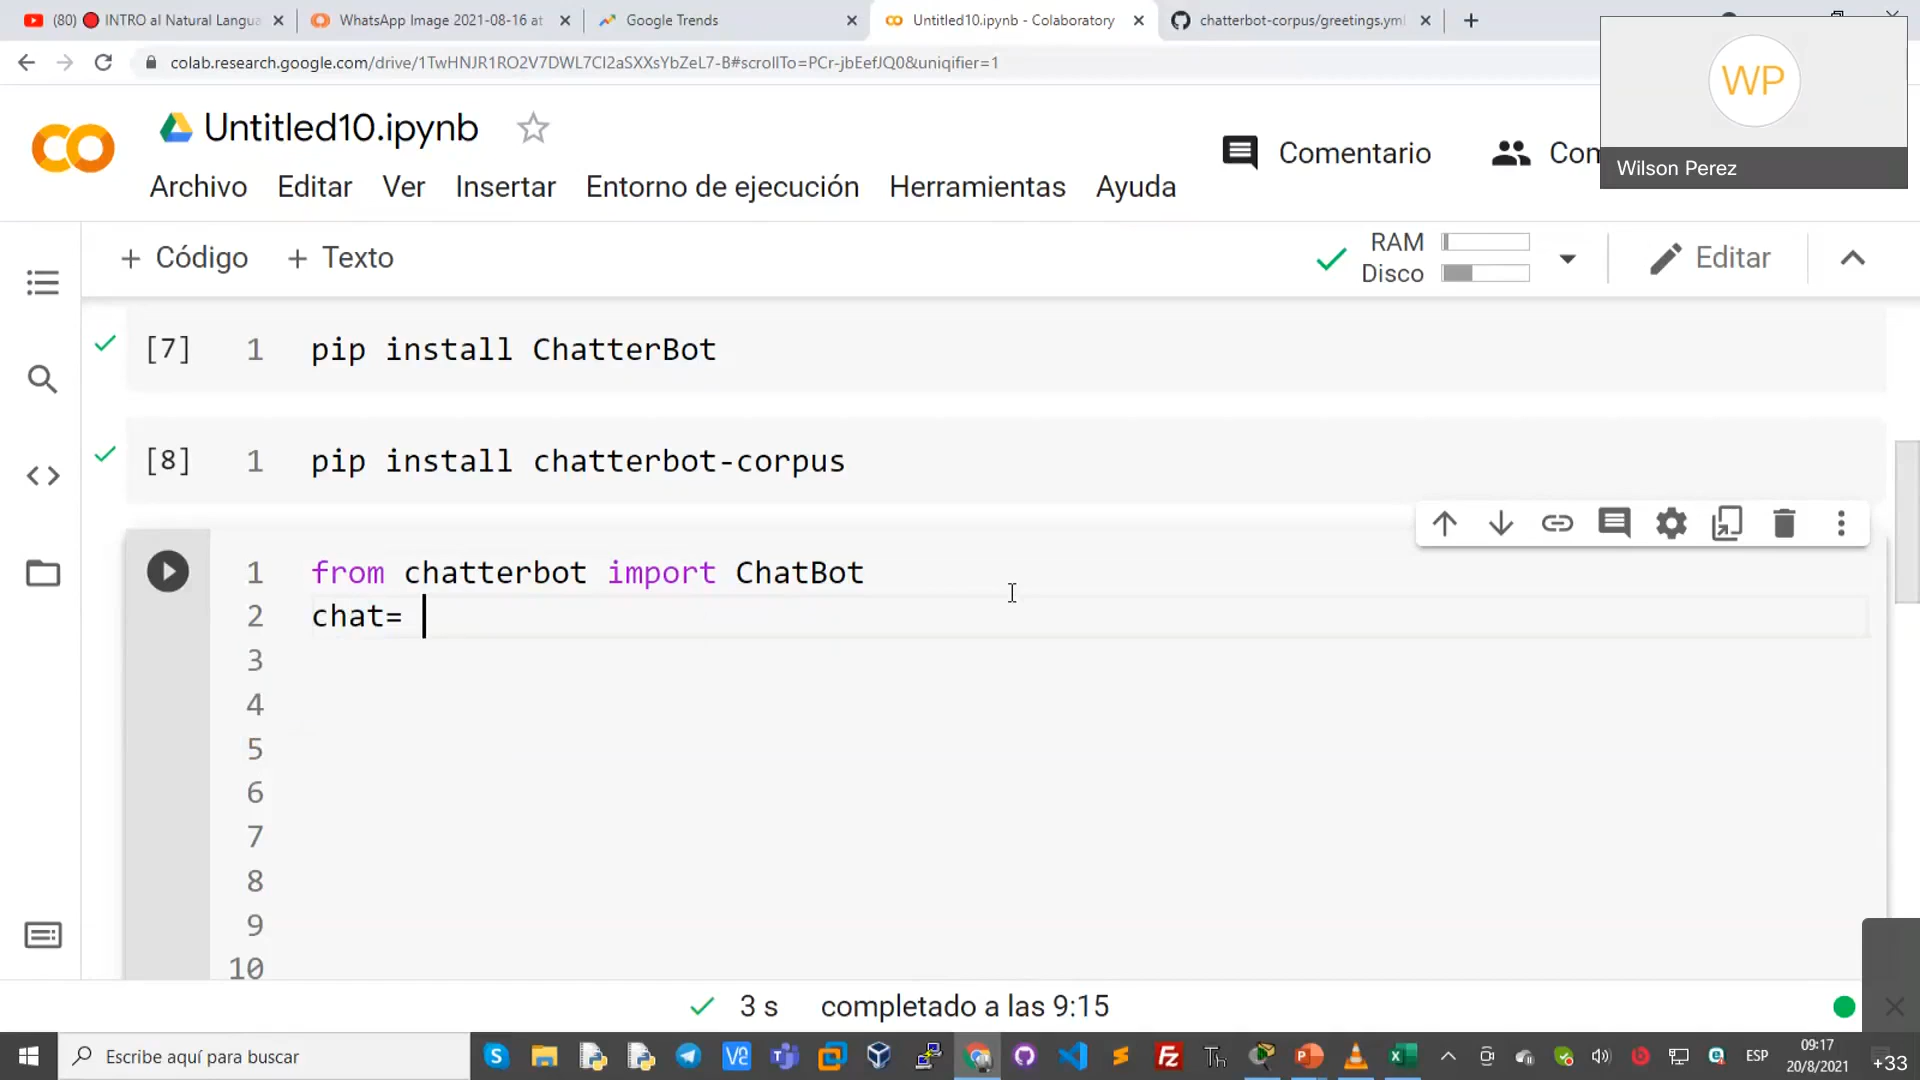 (80) INTRO al Natural Langua
WhatsApp Image 2021-08-16 at
Google Trends
Untitled10.ipynb - Colaboratory
chatterbot-corpus/greetings.yml
colab.research.google.com/drive/1TwHNJR1RO2V7DWL7CI2aSXXsYbZeL7-B#scrollTo=PCr-jbEefJQ0&uniqifier=1
WP
Wilson Perez
Untitled10.ipynb
Comentario
Com
Archivo Editar Ver Insertar Entorno de ejecución Herramientas Ayuda
+ Código + Texto
RAM
Disco
Editar
[7] 1 pip install ChatterBot
[8] 1 pip install chatterbot-corpus
1 from chatterbot import ChatBot
2 chat=
3
4
5
6
7
8
9
10
3 s completado a las 9:15
Escribe aquí para buscar
ESP
09:17
20/8/2021
+33